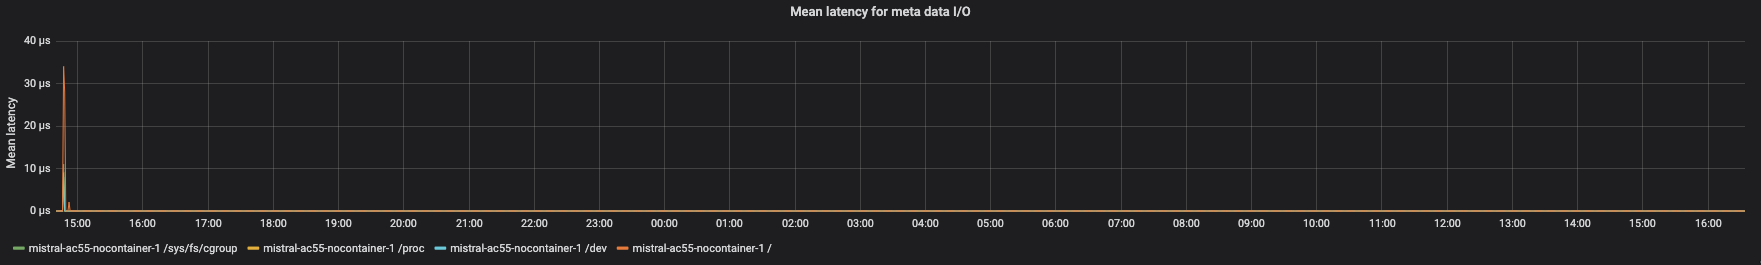 Mean latency for meta data I/O
40 µs
30 µs
20 µs
10 µs
0 µs
Mean latency
15:00 16:00 17:00 18:00 19:00 20:00 21:00 22:00 23:00 00:00 01:00 02:00 03:00 04:00 05:00 06:00 07:00 08:00 09:00 10:00 11:00 12:00 13:00 14:00 15:00 16:00
mistral-ac55-nocontainer-1 /sys/fs/cgroup mistral-ac55-nocontainer-1 /proc mistral-ac55-nocontainer-1 /dev mistral-ac55-nocontainer-1 /